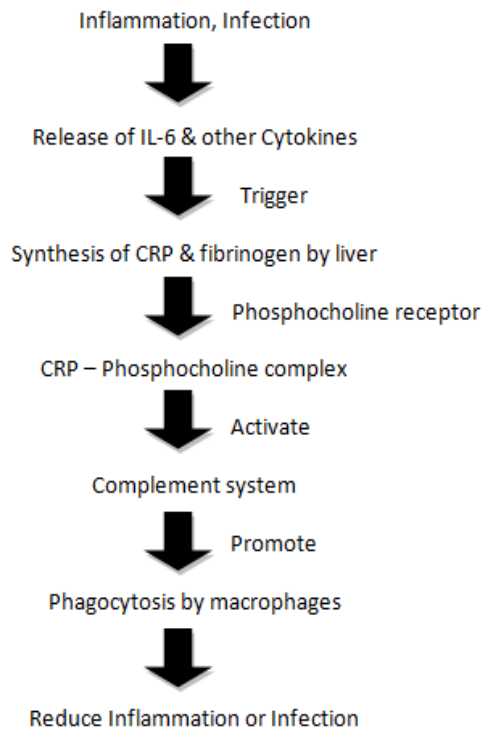 Inflammation, Infection
Release of IL-6 & other Cytokines
Trigger
Synthesis of CRP & fibrinogen by liver
Phosphocholine receptor
CRP – Phosphocholine complex
Activate
Complement system
Promote
Phagocytosis by macrophages
Reduce Inflammation or Infection